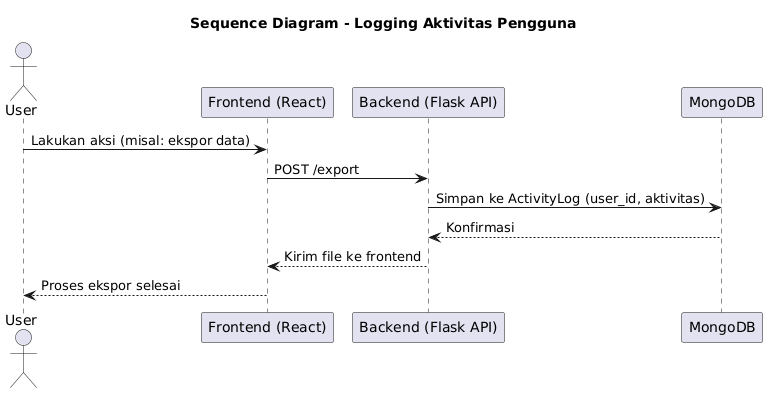 Sequence Diagram - Logging Aktivitas Pengguna
User
Frontend (React)
Backend (Flask API)
MongoDB
Lakukan aksi (misal: ekspor data)
POST /export
Simpan ke ActivityLog (user_id, aktivitas)
Konfirmasi
Kirim file ke frontend
Proses ekspor selesai
User
Frontend (React)
Backend (Flask API)
MongoDB